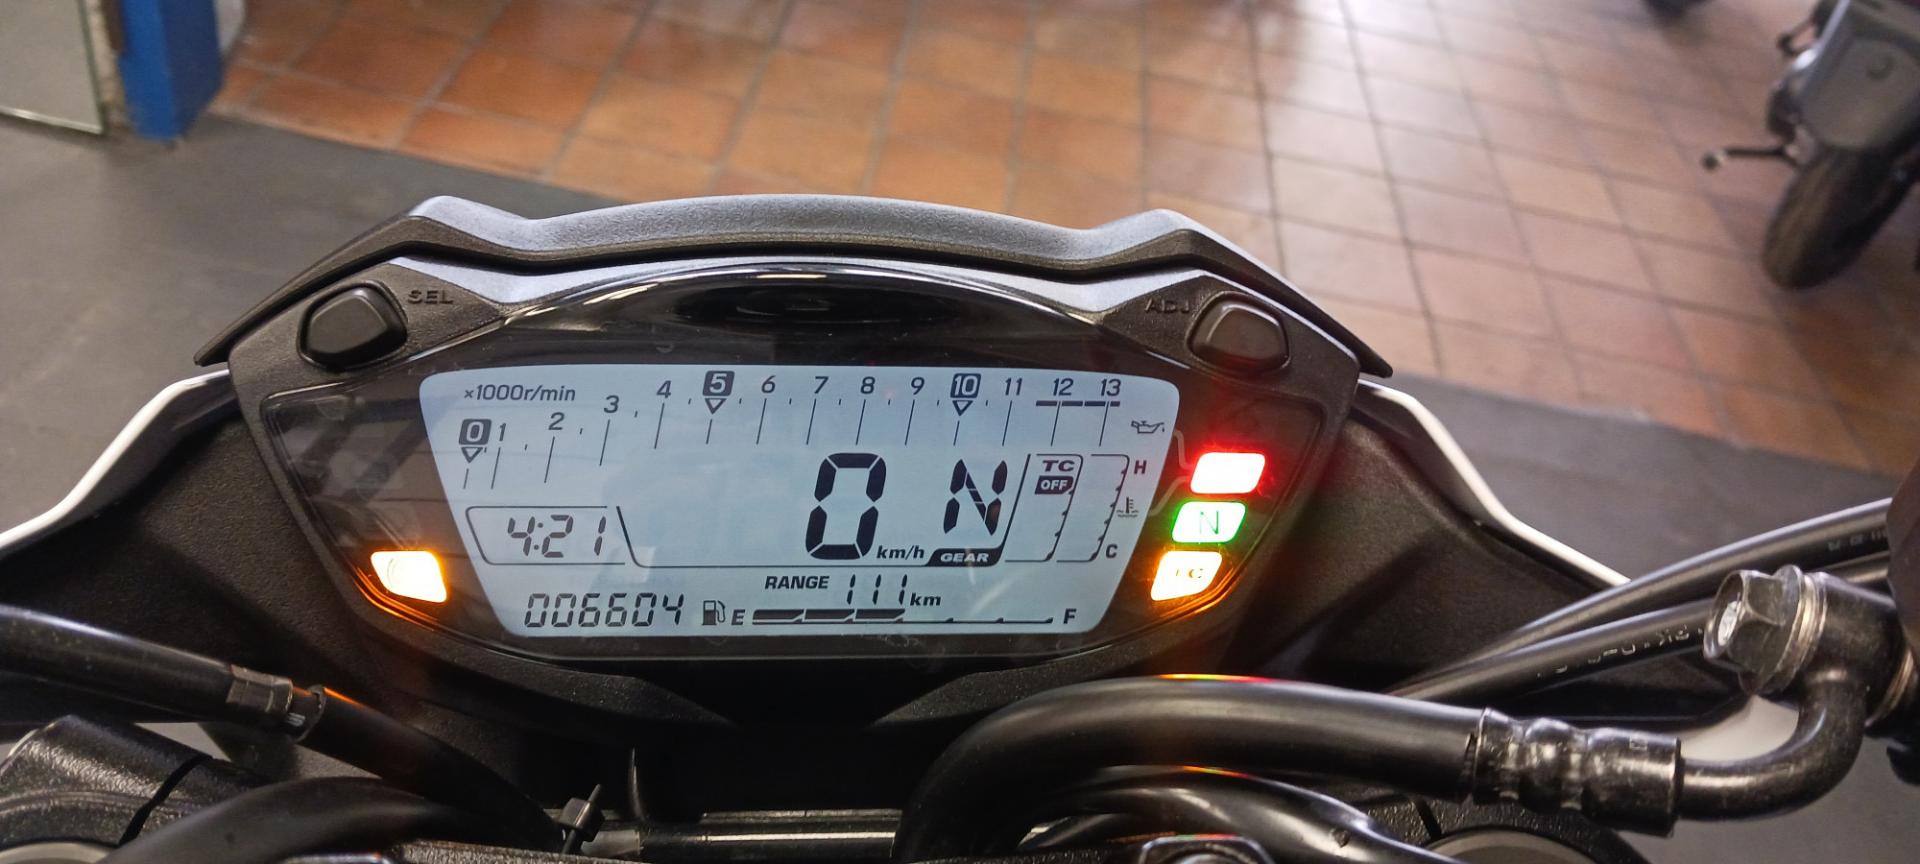 SEL ADJ
×1000r/min
0 1 2 3 4 5 6 7 8 9 10 11 12 13
4:21
0 km/h
N
GEAR
TC
OFF
H
C
N
TC
RANGE 111 km
006604
E F